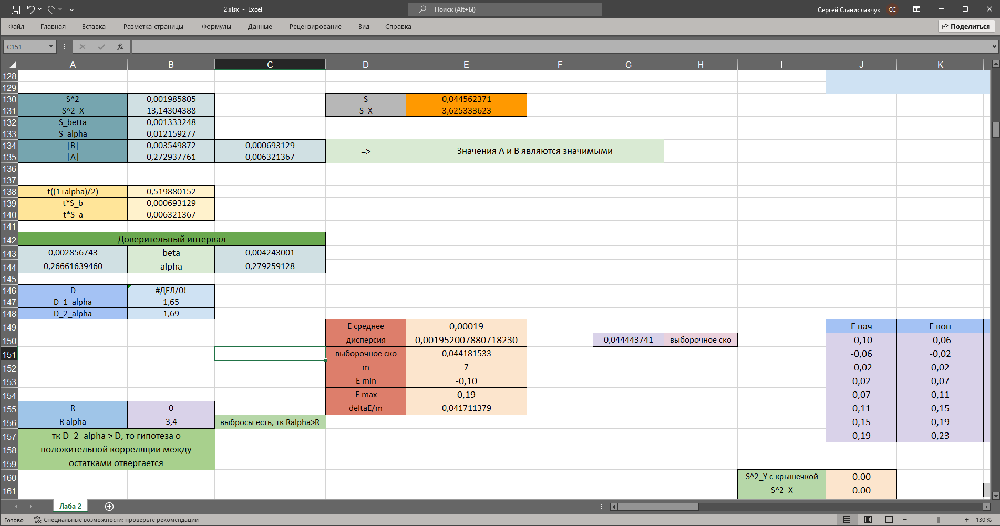 2.xlsx - Excel
Поиск (Alt+Ы)
Сергей Станиславчук
СС
Файл Главная Вставка Разметка страницы Формулы Данные Рецензирование Вид Справка
Поделиться
C151
fx
A B C D E F G H I J K
128
129
130 S^2 0,001985805 S 0,044562371
131 S^2_X 13,14304388 S_X 3,625333623
132 S_betta 0,001333248
133 S_alpha 0,012159277
134 |B| 0,003549872 0,000693129
135 |A| 0,272937761 0,006321367
=> Значения А и В являются значимыми
136
137
138 t((1+alpha)/2) 0,519880152
139 t*S_b 0,000693129
140 t*S_a 0,006321367
141
142 Доверительный интервал
143 0,002856743 beta 0,004243001
144 0,26661639460 alpha 0,279259128
145
146 D #ДЕЛ/0!
147 D_1_alpha 1,65
148 D_2_alpha 1,69
149 E среднее 0,00019 E нач E кон
150 дисперсия 0,001952007880718230 0,044443741 выборочное ско -0,10 -0,06
151 выборочное ско 0,044181533 -0,06 -0,02
152 m 7 -0,02 0,02
153 E min -0,10 0,02 0,07
154 E max 0,19 0,07 0,11
155 R 0 deltaE/m 0,041711379 0,11 0,15
156 R alpha 3,4 выбросы есть, тк Ralpha>R 0,15 0,19
157 тк D_2_alpha > D, то гипотеза о 0,19 0,23
158 положительной корреляции между
159 остатками отвергается
160 S^2_Y с крышечкой 0.00
161 S^2_X 0.00
Лаба 2
Готово
Специальные возможности: проверьте рекомендации
130 %